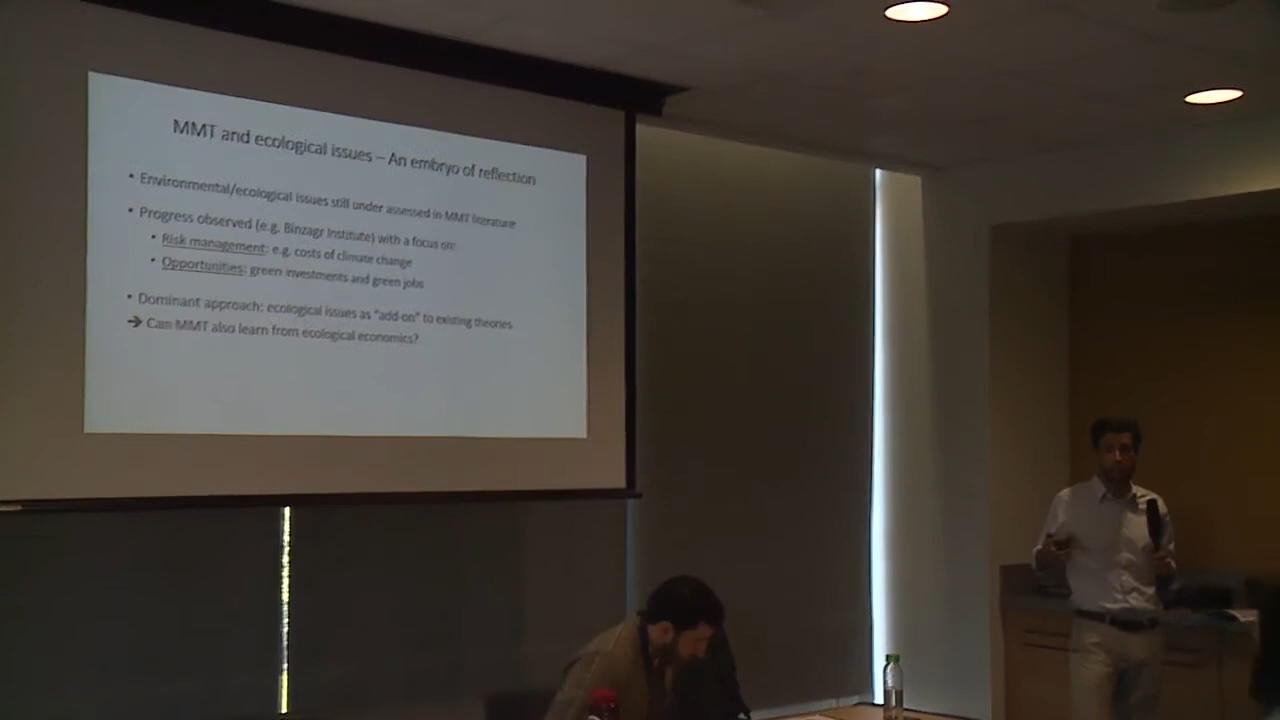 MMT and ecological issues – An embryo of reflection
• Environmental/ecological issues still under assessed in MMT literature
• Progress observed (e.g. Binzagr Institute) with a focus on:
• Risk management: e.g. costs of climate change
• Opportunities: green investments and green jobs
• Dominant approach: ecological issues as "add-on" to existing theories
➔ Can MMT also learn from ecological economics?